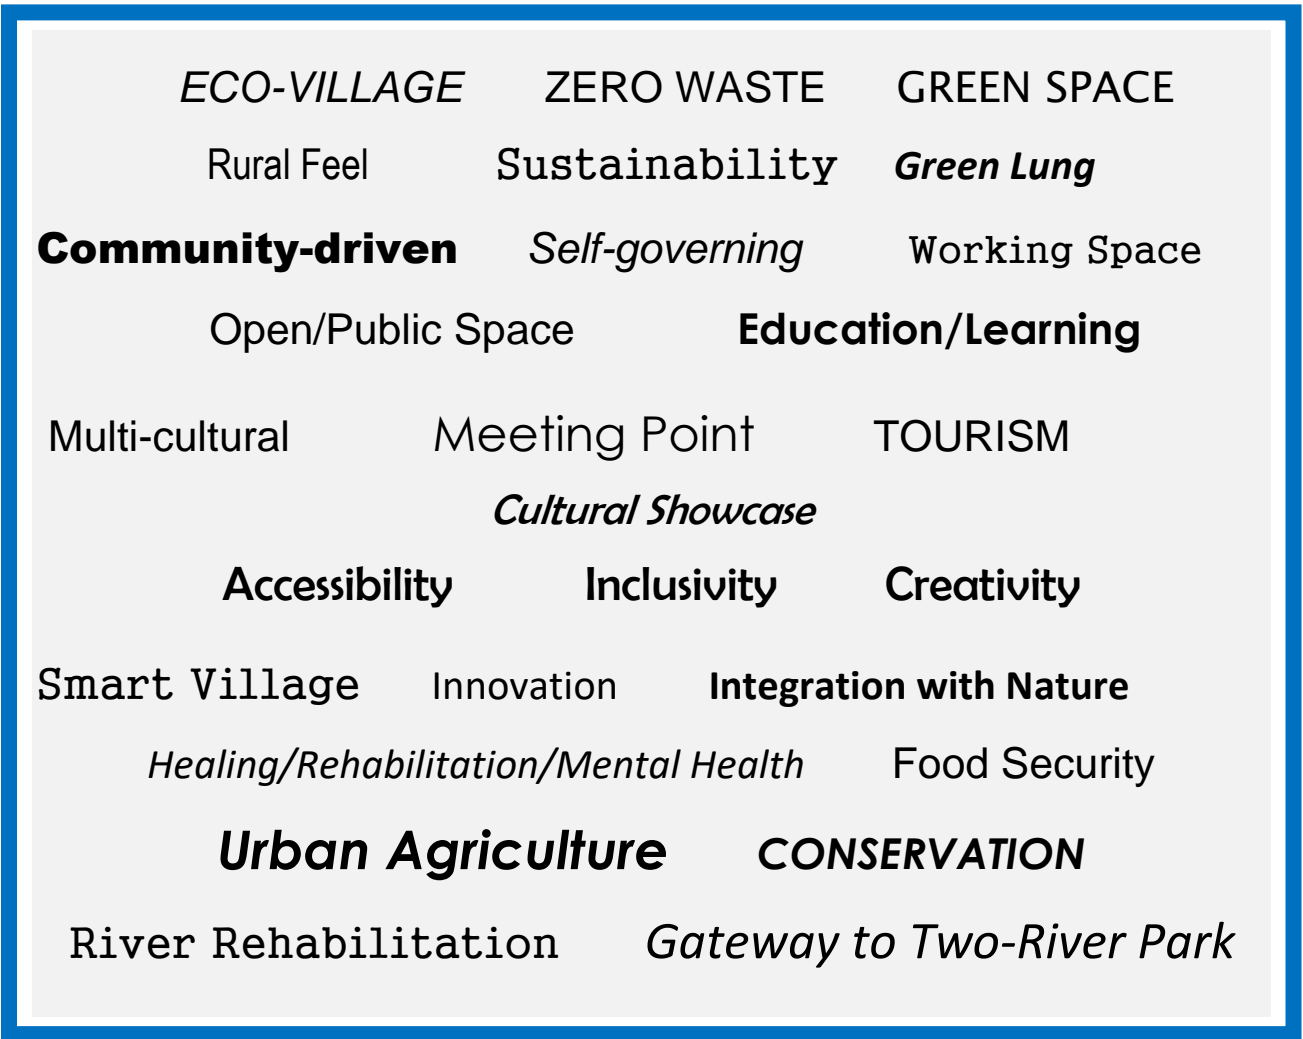 ECO-VILLAGE ZERO WASTE GREEN SPACE
Rural Feel Sustainability Green Lung
Community-driven Self-governing Working Space
Open/Public Space Education/Learning
Multi-cultural Meeting Point TOURISM
Cultural Showcase
Accessibility Inclusivity Creativity
Smart Village Innovation Integration with Nature
Healing/Rehabilitation/Mental Health Food Security
Urban Agriculture CONSERVATION
River Rehabilitation Gateway to Two-River Park